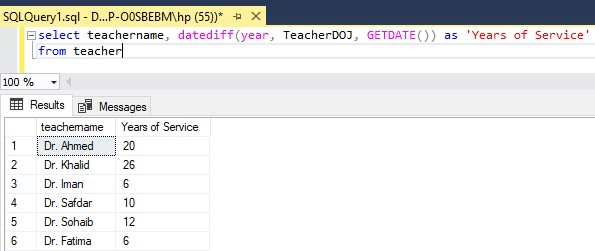 SQLQuery1.sql - D...P-O0SBEBM\hp (55))*
select teachername, datediff(year, TeacherDOJ, GETDATE()) as 'Years of Service'
from teacher
100 %
Results Messages
teachername Years of Service
1 Dr. Ahmed 20
2 Dr. Khalid 26
3 Dr. Iman 6
4 Dr. Safdar 10
5 Dr. Sohaib 12
6 Dr. Fatima 6